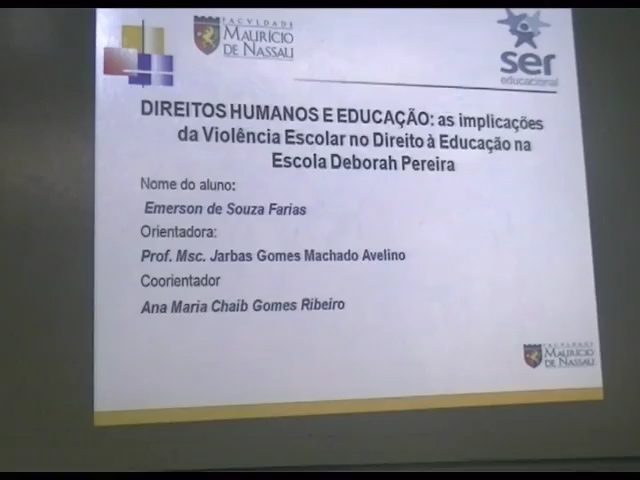 FACULDADE
MAURÍCIO
DE NASSAU
ser
educacional
DIREITOS HUMANOS E EDUCAÇÃO: as implicações
da Violência Escolar no Direito à Educação na
Escola Deborah Pereira
Nome do aluno:
Emerson de Souza Farias
Orientadora:
Prof. Msc. Jarbas Gomes Machado Avelino
Coorientador
Ana Maria Chaib Gomes Ribeiro
FACULDADE
MAURÍCIO
DE NASSAU